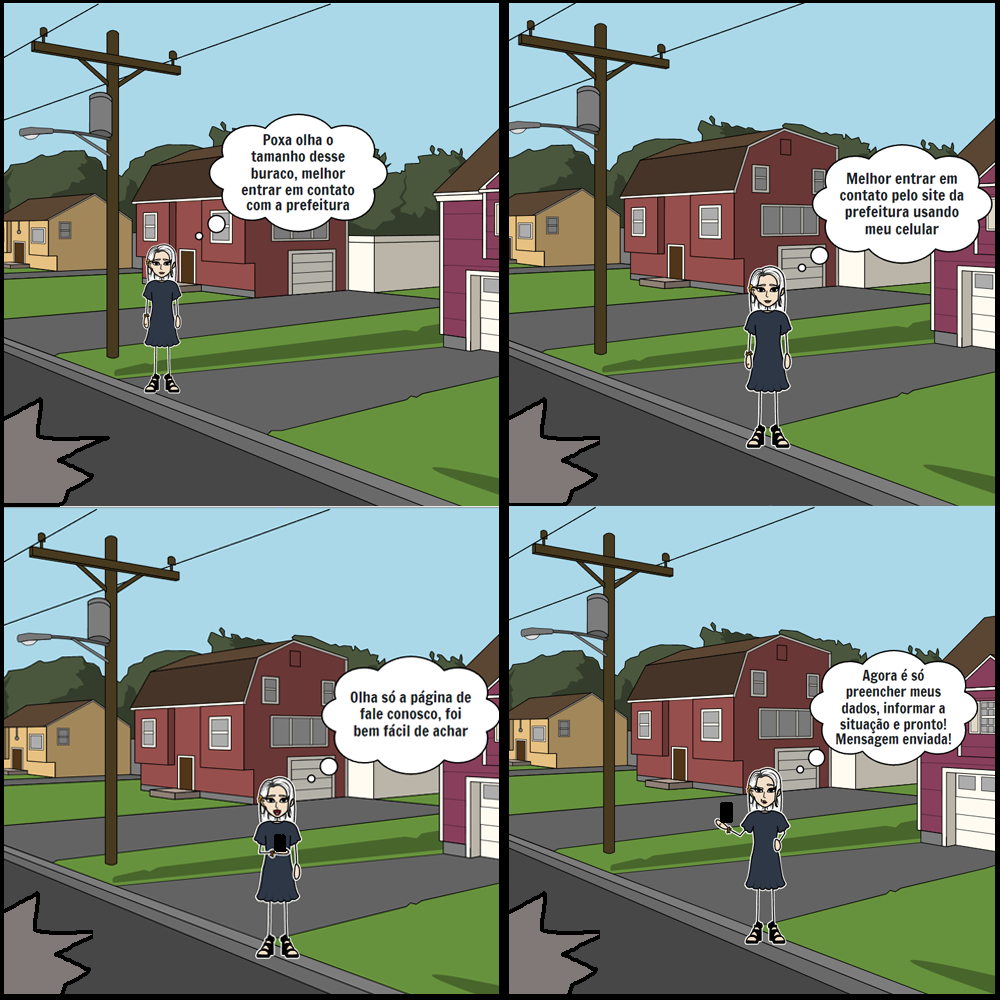 Poxa olha o
tamanho desse
buraco, melhor
entrar em contato
com a prefeitura
Melhor entrar em
contato pelo site da
prefeitura usando
meu celular
Olha só a página de
fale conosco, foi
bem fácil de achar
Agora é só
preencher meus
dados, informar a
situação e pronto!
Mensagem enviada!